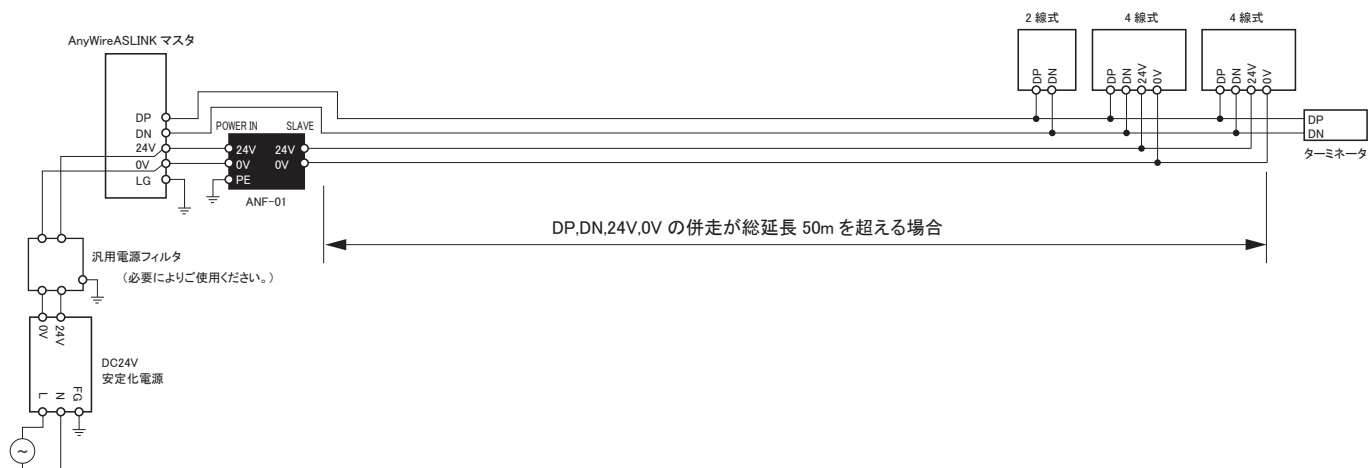 2 線式
4 線式
4 線式
AnyWireASLINK マスタ
DP
DN
DP
DN
24V
0V
DP
DN
24V
0V
DP
DN
24V
0V
LG
POWER IN
SLAVE
24V
24V
0V
0V
PE
ANF-01
DP
DN
ターミネータ
DP,DN,24V,0V の併走が総延長 50m を超える場合
汎用電源フィルタ
(必要によりご使用ください。)
0V
24V
DC24V
安定化電源
L
N
FG
~